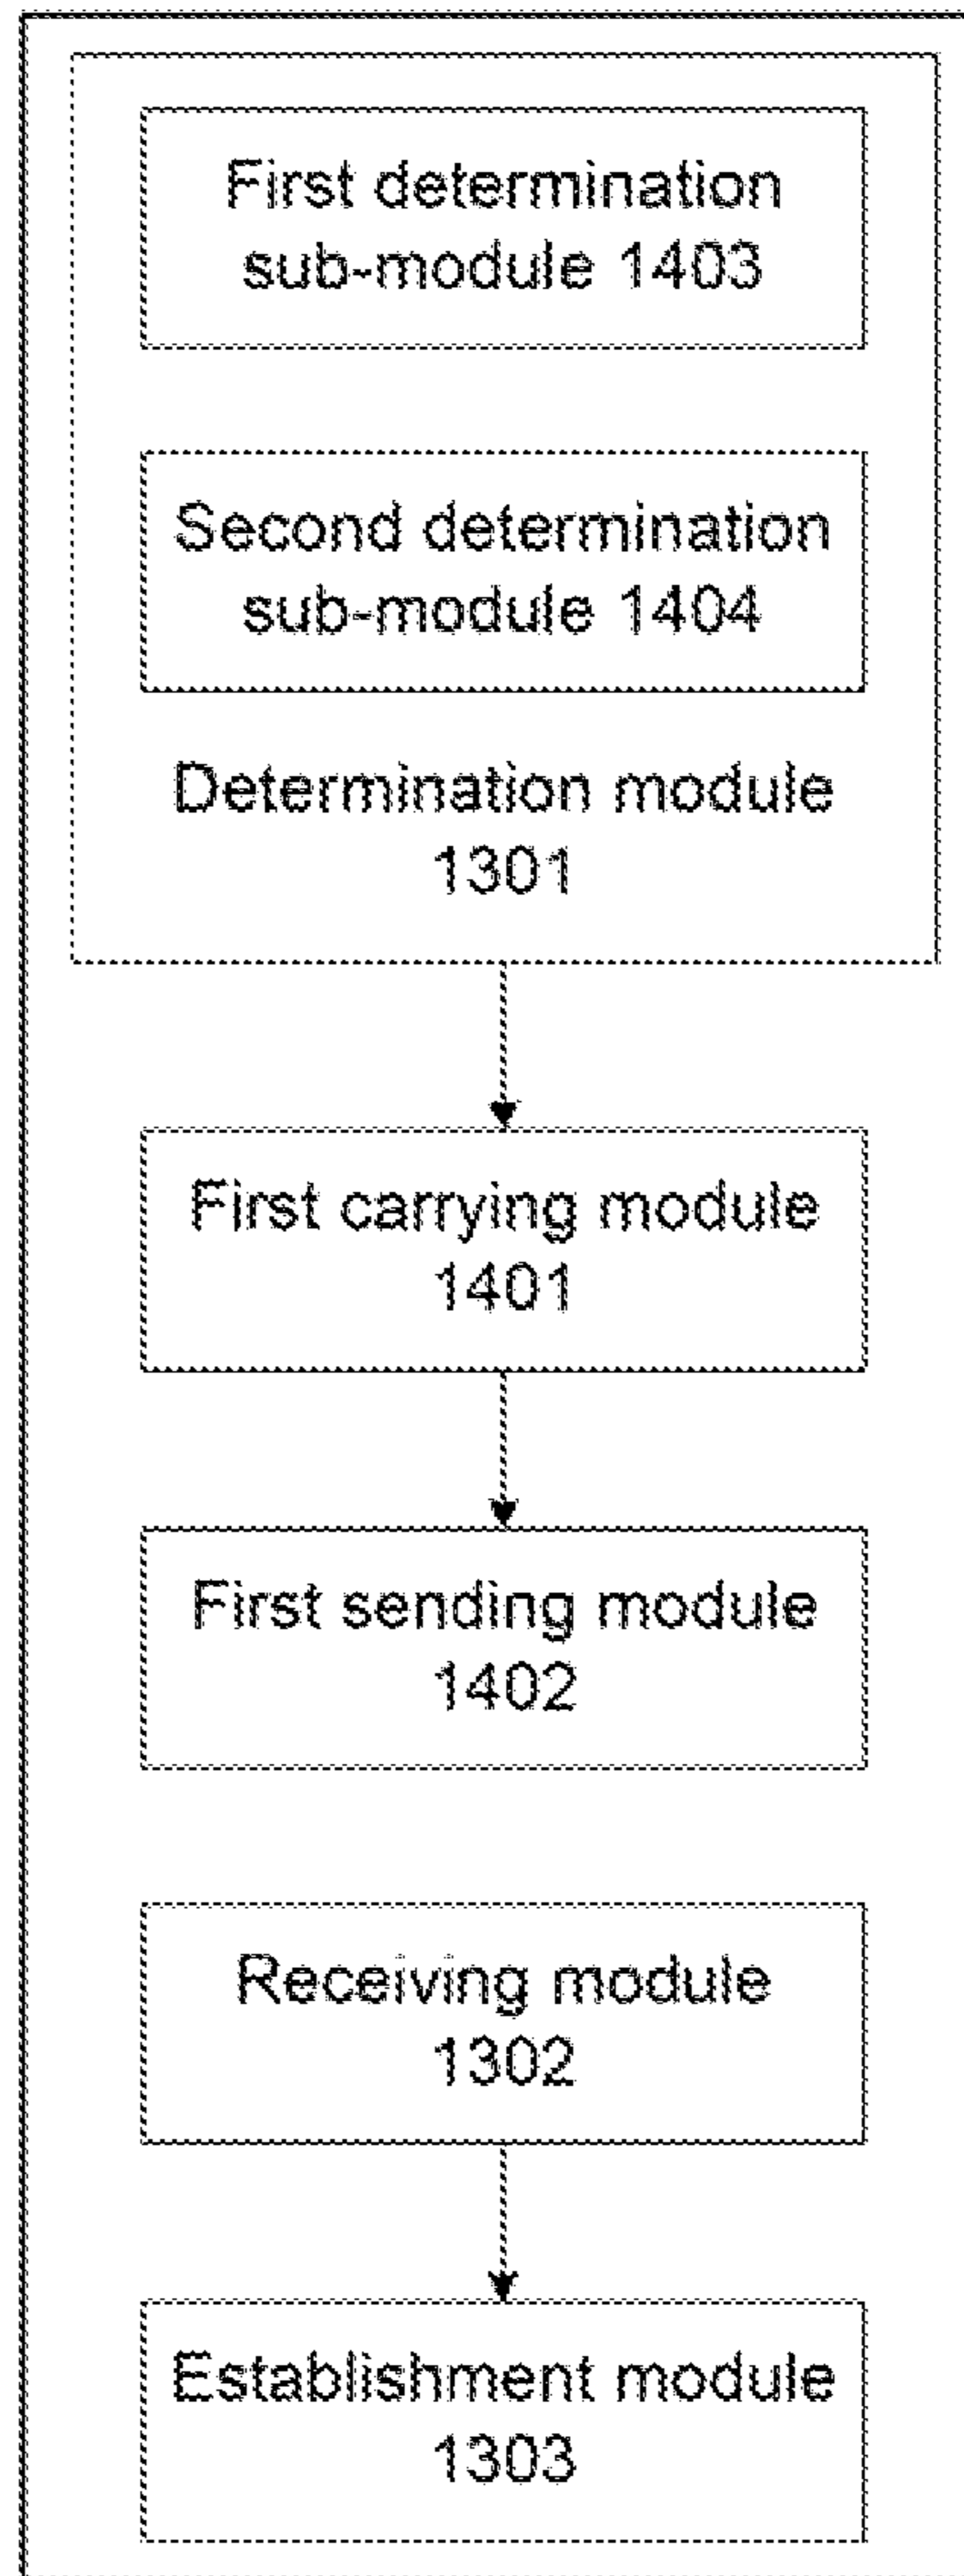 First determination
sub-module 1403
Second determination
sub-module 1404
Determination module
1301
First carrying module
1401
First sending module
1402
Receiving module
1302
Establishment module
1303